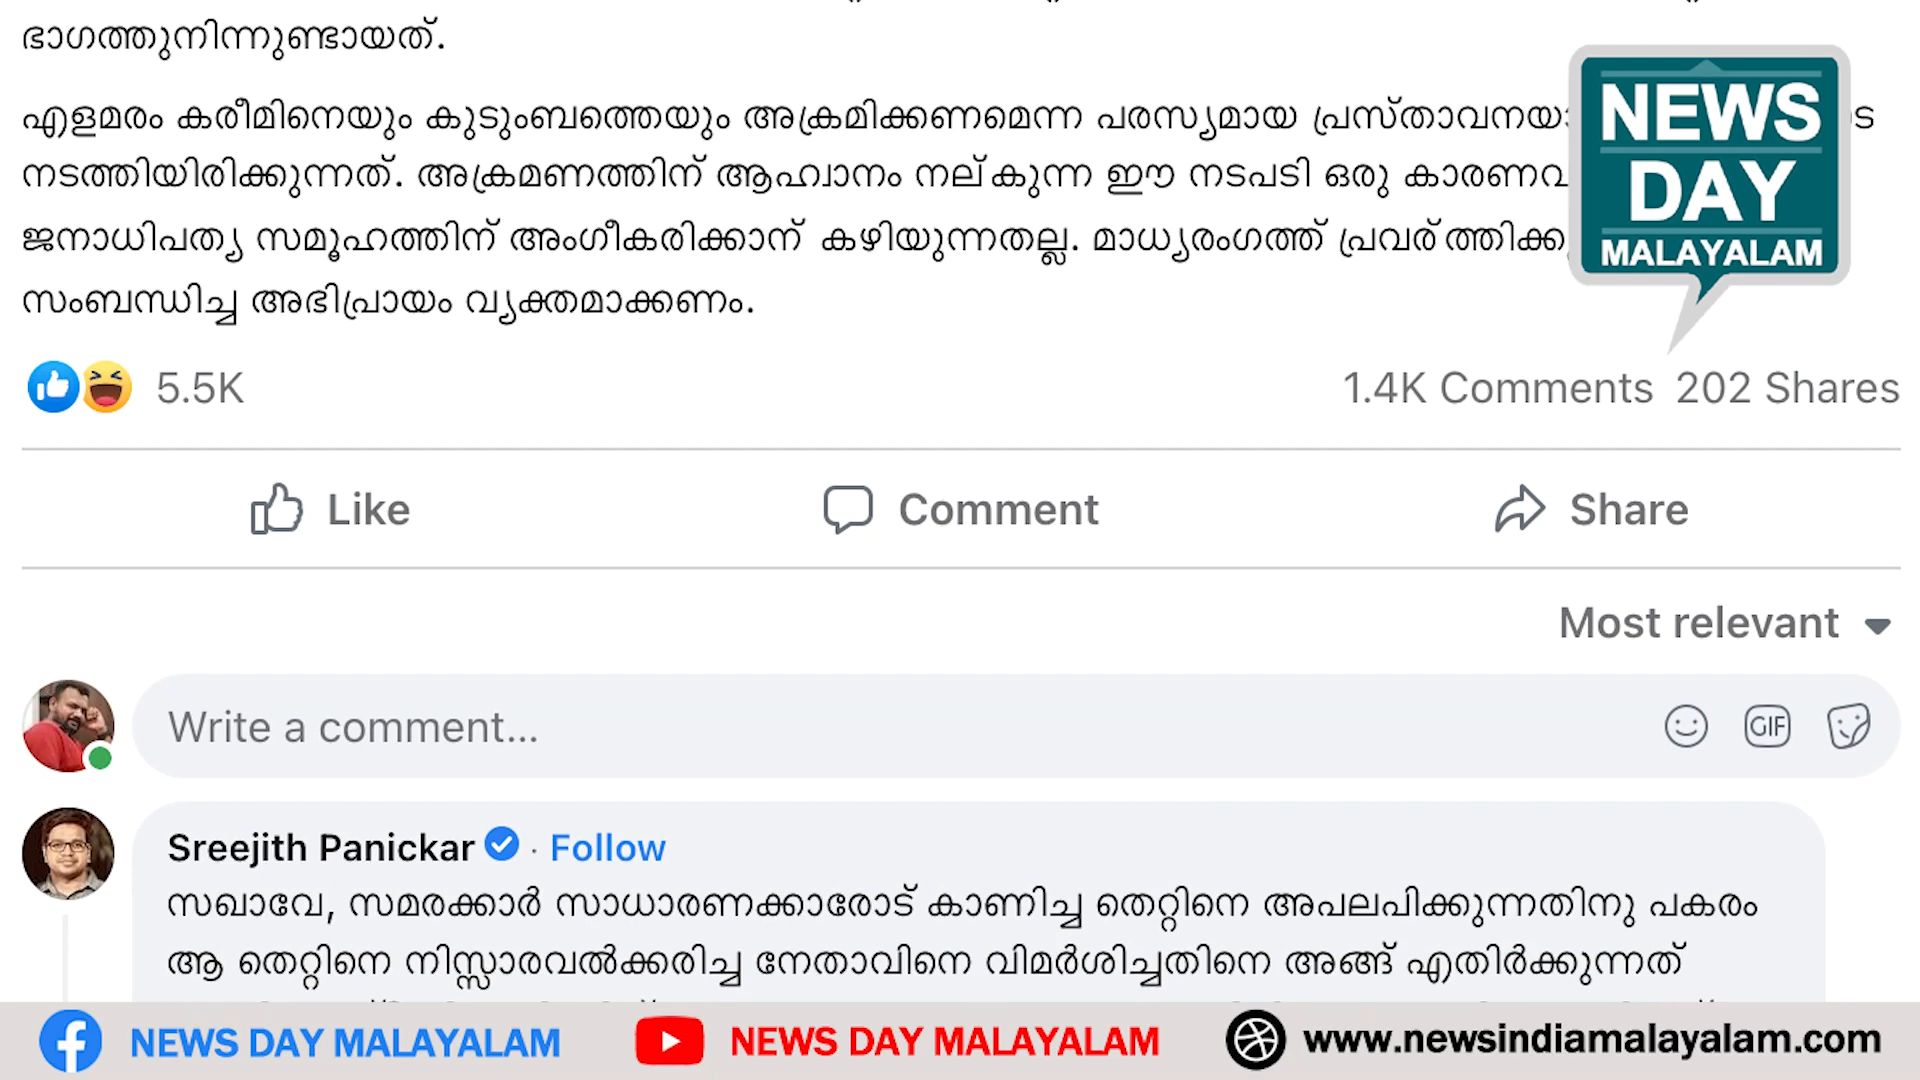 ഭാഗത്തുനിന്നുണ്ടായത്.
എളമരം കരീമിനെയും കുടുംബത്തെയും അക്രമിക്കണമെന്ന പരസ്യമായ
നടത്തിയിരിക്കുന്നത്. അക്രമണത്തിന് ആഹ്വാനം നല്കുന്ന ഈ നടപടി ഒരു
ജനാധിപത്യ സമൂഹത്തിന് അംഗീകരിക്കാന് കഴിയുന്നതല്ല. മാധ്യരംഗത്ത്
സംബന്ധിച്ച അഭിപ്രായം വ്യക്തമാക്കണം.
NEWS
DAY
MALAYALAM
5.5K
1.4K Comments 202 Shares
Like Comment Share
Most relevant
Write a comment...
GIF
Sreejith Panickar · Follow
സഖാവേ, സമരക്കാർ സാധാരണക്കാരോട് കാണിച്ച തെറ്റിനെ അപലപിക്കുന്നതിനു പകരം
ആ തെറ്റിനെ നിസ്സാരവൽക്കരിച്ച നേതാവിനെ വിമർശിച്ചതിനെ അങ്ങ് എതിർക്കുന്നത്
NEWS DAY MALAYALAM NEWS DAY MALAYALAM www.newsindiamalayalam.com